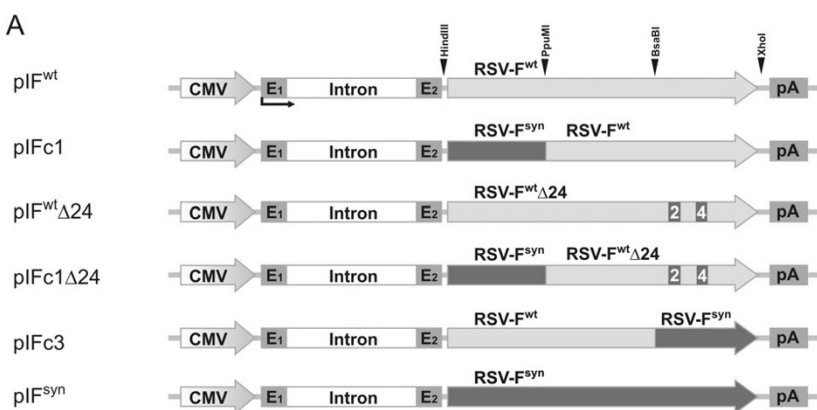 A
HindIII PpuMI BsaBI XhoI
pIFwt CMV E1 Intron E2 RSV-Fwt pA
pIFc1 CMV E1 Intron E2 RSV-Fsyn RSV-Fwt pA
pIFwtΔ24 CMV E1 Intron E2 RSV-FwtΔ24 2 4 pA
pIFc1Δ24 CMV E1 Intron E2 RSV-Fsyn RSV-FwtΔ24 2 4 pA
pIFc3 CMV E1 Intron E2 RSV-Fwt RSV-Fsyn pA
pIFsyn CMV E1 Intron E2 RSV-Fsyn pA